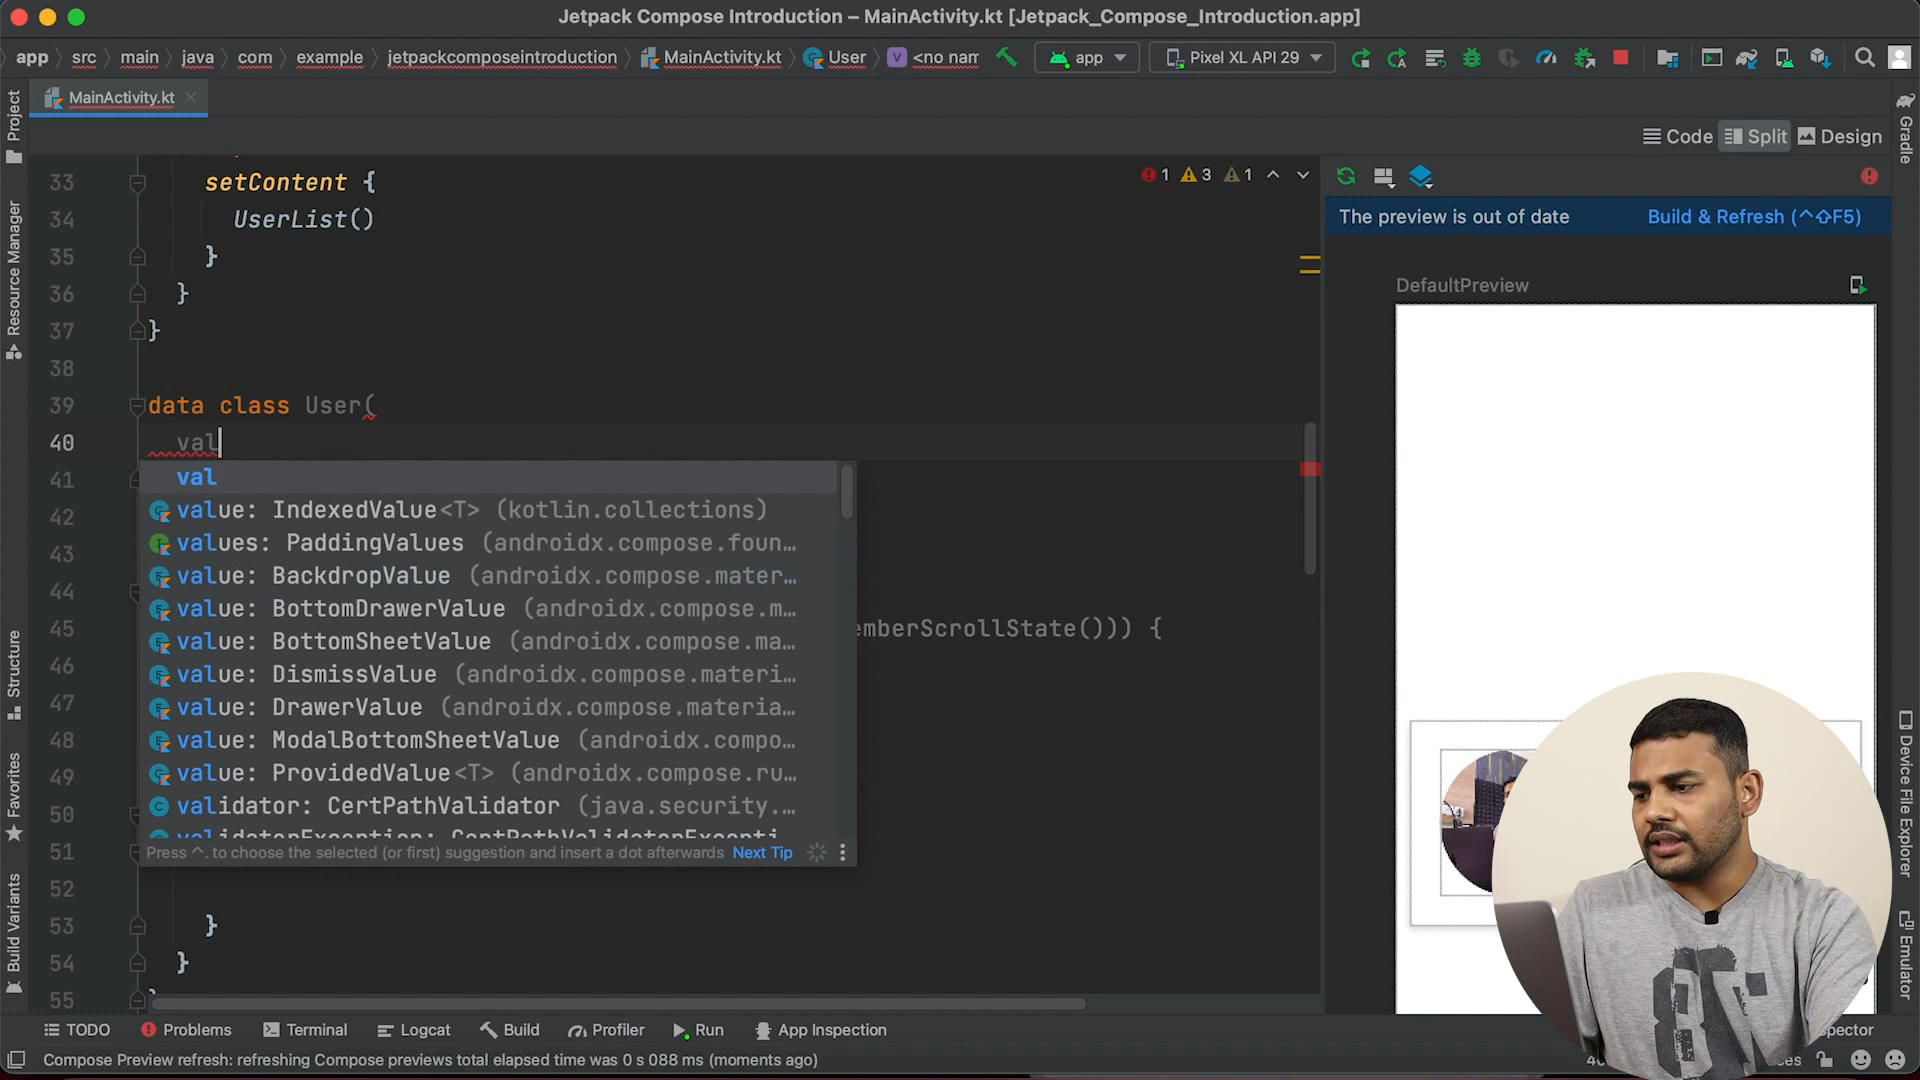 Jetpack Compose Introduction – MainActivity.kt [Jetpack_Compose_Introduction.app]
app src main java com example jetpackcomposeintroduction MainActivity.kt User <no nam app Pixel XL API 29
MainActivity.kt
Code Split Design
Project
Resource Manager
Structure
Favorites
Build Variants
Gradle
Device File Explorer
Emulator
1 3 1
33 setContent {
34 UserList()
35 }
36 }
37 }
38
39 data class User(
40 val
41
42
43
44
45 emberScrollState())) {
46
47
48
49
50
51
52
53 }
54 }
55
val
value: IndexedValue<T> (kotlin.collections)
values: PaddingValues (androidx.compose.foun…
value: BackdropValue (androidx.compose.mater…
value: BottomDrawerValue (androidx.compose.m…
value: BottomSheetValue (androidx.compose.ma…
value: DismissValue (androidx.compose.materi…
value: DrawerValue (androidx.compose.materia…
value: ModalBottomSheetValue (androidx.compo…
value: ProvidedValue<T> (androidx.compose.ru…
validator: CertPathValidator (java.security.…
Press ^. to choose the selected (or first) suggestion and insert a dot afterwards Next Tip
The preview is out of date Build & Refresh (^⇧F5)
DefaultPreview
TODO Problems Terminal Logcat Build Profiler Run App Inspection
Compose Preview refresh: refreshing Compose previews total elapsed time was 0 s 088 ms (moments ago)